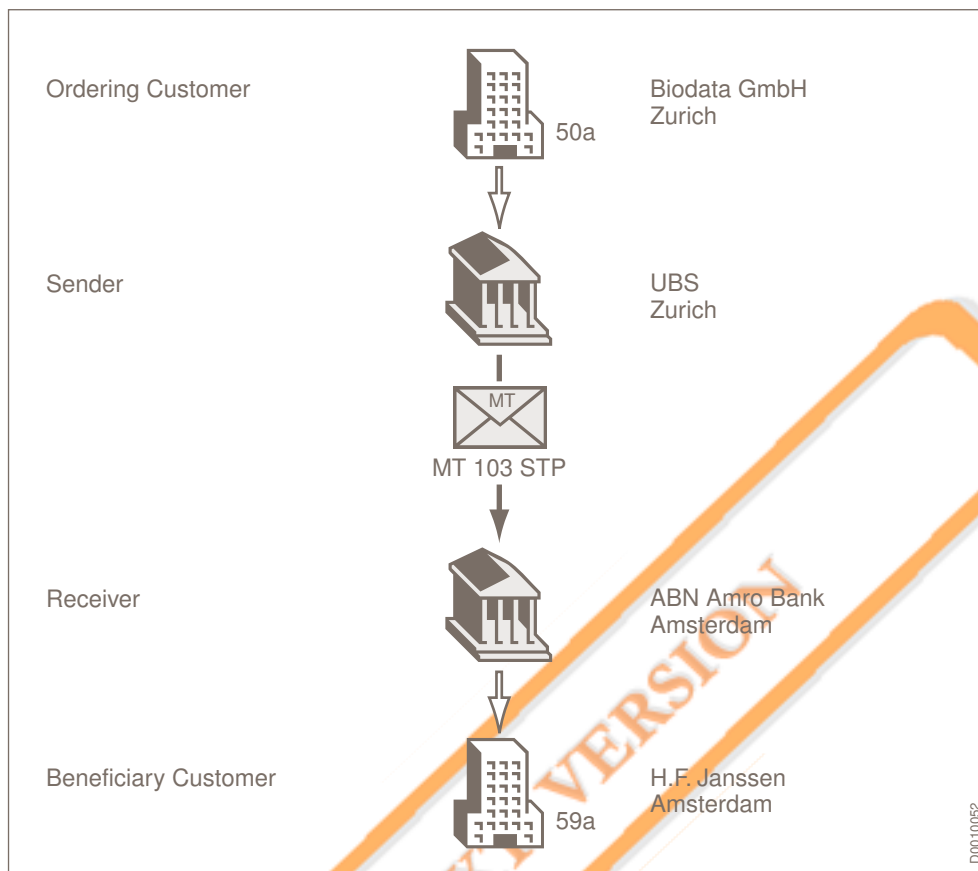 Ordering Customer
50a
Biodata GmbH
Zurich
Sender
UBS
Zurich
MT
MT 103 STP
Receiver
ABN Amro Bank
Amsterdam
Beneficiary Customer
59a
H.F. Janssen
Amsterdam
D0010052
VERSION